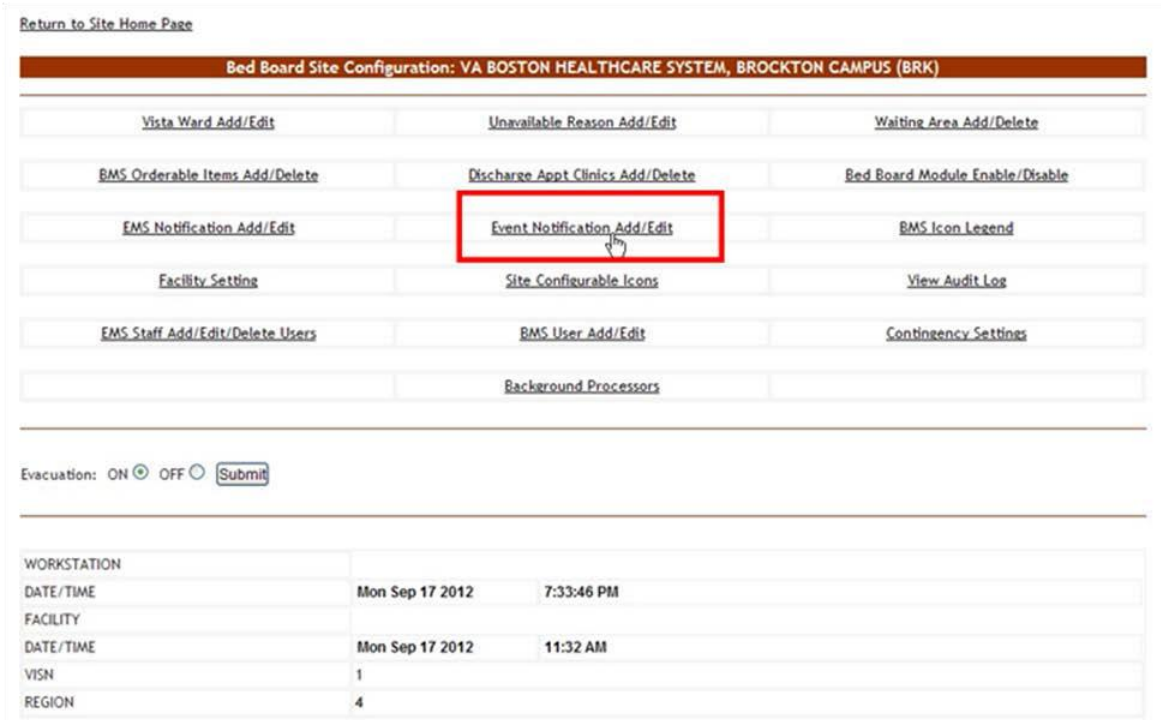 Return to Site Home Page
Bed Board Site Configuration: VA BOSTON HEALTHCARE SYSTEM, BROCKTON CAMPUS (BRK)
Vista Ward Add/Edit Unavailable Reason Add/Edit Waiting Area Add/Delete
BMS Orderable Items Add/Delete Discharge Appt Clinics Add/Delete Bed Board Module Enable/Disable
EMS Notification Add/Edit Event Notification Add/Edit BMS Icon Legend
Facility Setting Site Configurable Icons View Audit Log
EMS Staff Add/Edit/Delete Users BMS User Add/Edit Contingency Settings
Background Processors
Evacuation: ON OFF Submit
WORKSTATION
DATE/TIME Mon Sep 17 2012 7:33:46 PM
FACILITY
DATE/TIME Mon Sep 17 2012 11:32 AM
VISN 1
REGION 4